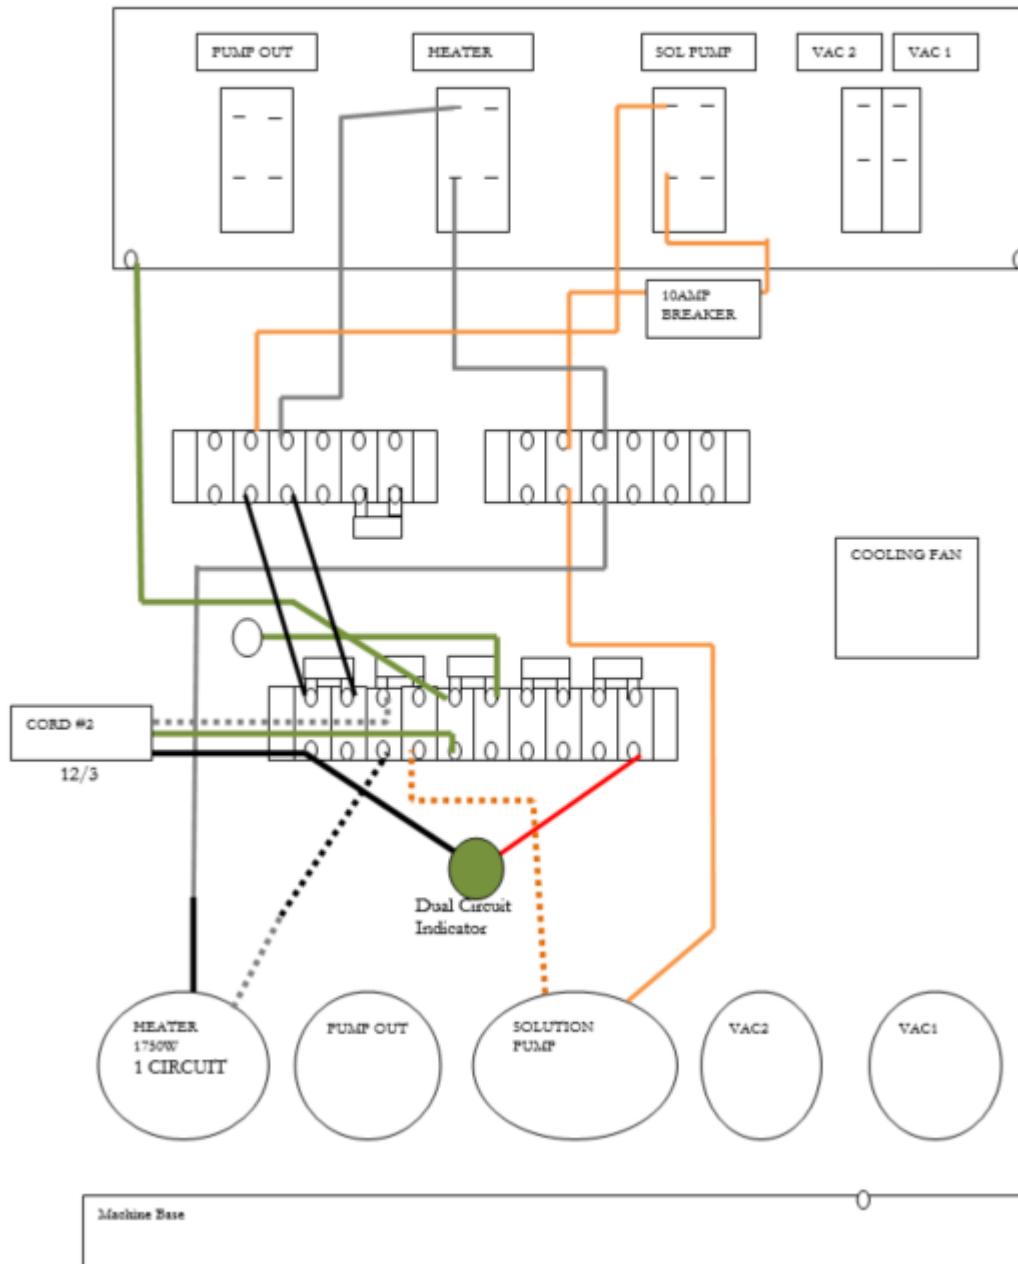 PUMP OUT
HEATER
SOL PUMP
VAC 2
VAC 1
10AMP
BREAKER
COOLING FAN
CORD #2
12/3
Dual Circuit
Indicator
HEATER
1750W
1 CIRCUIT
PUMP OUT
SOLUTION
PUMP
VAC2
VAC1
Machine Base